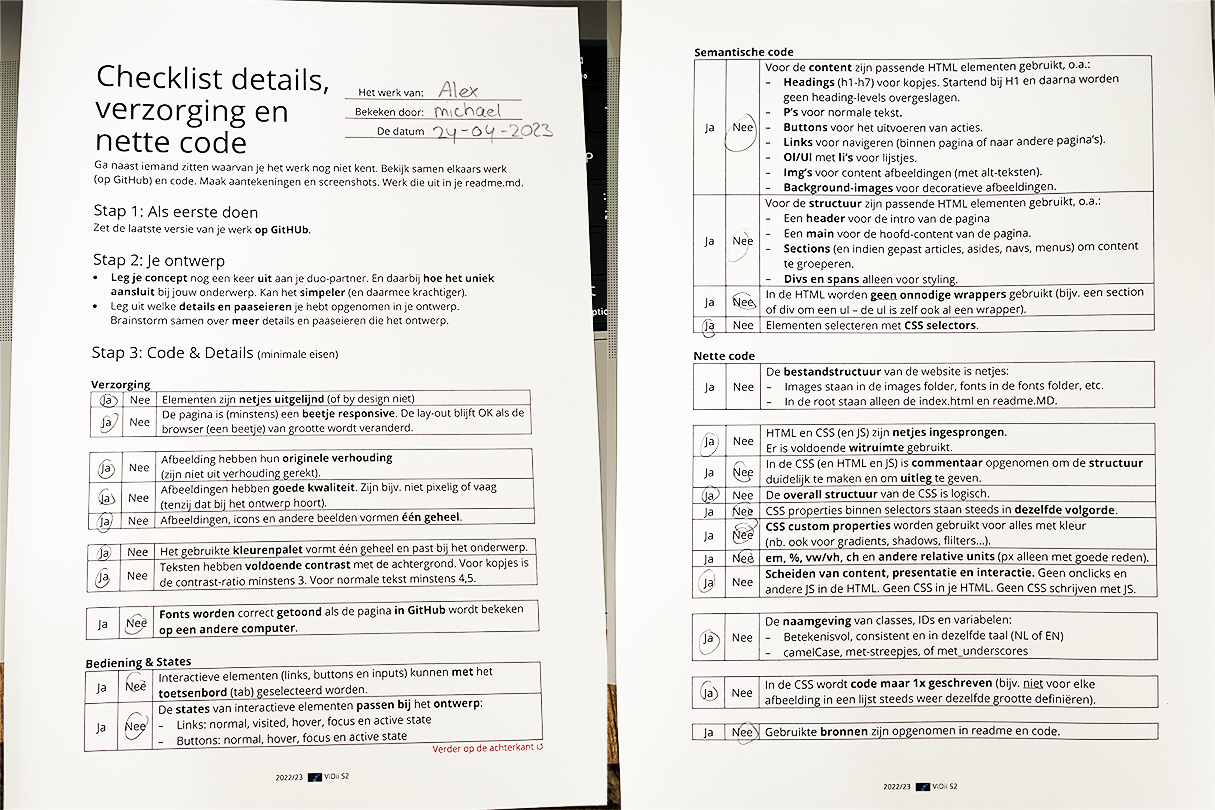 Checklist details,
verzorging en
nette code
Het werk van: Alex
Bekeken door: michael
De datum 24-04-2023
Ga naast iemand zitten waarvan je het werk nog niet kent. Bekijk samen elkaars werk
(op GitHub) en code. Maak aantekeningen en screenshots. Werk die uit in je readme.md.
Stap 1: Als eerste doen
Zet de laatste versie van je werk op GitHUb.
Stap 2: Je ontwerp
• Leg je concept nog een keer uit aan je duo-partner. En daarbij hoe het uniek
aansluit bij jouw onderwerp. Kan het simpeler (en daarmee krachtiger).
• Leg uit welke details en paaseieren je hebt opgenomen in je ontwerp.
Brainstorm samen over meer details en paaseieren die het ontwerp.
Stap 3: Code & Details (minimale eisen)
Verzorging
Ja Nee Elementen zijn netjes uitgelijnd (of by design niet)
Ja Nee De pagina is (minstens) een beetje responsive. De lay-out blijft OK als de
browser (een beetje) van grootte wordt veranderd.
Ja Nee Afbeelding hebben hun originele verhouding
(zijn niet uit verhouding gerekt).
Ja Nee Afbeeldingen hebben goede kwaliteit. Zijn bijv. niet pixelig of vaag
(tenzij dat bij het ontwerp hoort).
Ja Nee Afbeeldingen, icons en andere beelden vormen één geheel.
Ja Nee Het gebruikte kleurenpalet vormt één geheel en past bij het onderwerp.
Ja Nee Teksten hebben voldoende contrast met de achtergrond. Voor kopjes is
de contrast-ratio minstens 3. Voor normale tekst minstens 4,5.
Ja Nee Fonts worden correct getoond als de pagina in GitHub wordt bekeken
op een andere computer.
Bediening & States
Ja Nee Interactieve elementen (links, buttons en inputs) kunnen met het
toetsenbord (tab) geselecteerd worden.
Ja Nee De states van interactieve elementen passen bij het ontwerp:
– Links: normal, visited, hover, focus en active state
– Buttons: normal, hover, focus en active state
Verder op de achterkant ↺
2022/23 ViDii S2
Semantische code
Ja Nee Voor de content zijn passende HTML elementen gebruikt, o.a.:
– Headings (h1-h7) voor kopjes. Startend bij H1 en daarna worden
geen heading-levels overgeslagen.
– P's voor normale tekst.
– Buttons voor het uitvoeren van acties.
– Links voor navigeren (binnen pagina of naar andere pagina's).
– Ol/Ul met li's voor lijstjes.
– Img's voor content afbeeldingen (met alt-teksten).
– Background-images voor decoratieve afbeeldingen.
Ja Nee Voor de structuur zijn passende HTML elementen gebruikt, o.a.:
– Een header voor de intro van de pagina
– Een main voor de hoofd-content van de pagina.
– Sections (en indien gepast articles, asides, navs, menus) om content
te groeperen.
– Divs en spans alleen voor styling.
Ja Nee In de HTML worden geen onnodige wrappers gebruikt (bijv. een section
of div om een ul – de ul is zelf ook al een wrapper).
Ja Nee Elementen selecteren met CSS selectors.
Nette code
Ja Nee De bestandstructuur van de website is netjes:
– Images staan in de images folder, fonts in de fonts folder, etc.
– In de root staan alleen de index.html en readme.MD.
Ja Nee HTML en CSS (en JS) zijn netjes ingesprongen.
Er is voldoende witruimte gebruikt.
Ja Nee In de CSS (en HTML en JS) is commentaar opgenomen om de structuur
duidelijk te maken en om uitleg te geven.
Ja Nee De overall structuur van de CSS is logisch.
Ja Nee CSS properties binnen selectors staan steeds in dezelfde volgorde.
Ja Nee CSS custom properties worden gebruikt voor alles met kleur
(nb. ook voor gradients, shadows, fliters...).
Ja Nee em, %, vw/vh, ch en andere relative units (px alleen met goede reden).
Ja Nee Scheiden van content, presentatie en interactie. Geen onclicks en
andere JS in de HTML. Geen CSS in je HTML. Geen CSS schrijven met JS.
Ja Nee De naamgeving van classes, IDs en variabelen:
– Betekenisvol, consistent en in dezelfde taal (NL of EN)
– camelCase, met-streepjes, of met_underscores
Ja Nee In de CSS wordt code maar 1x geschreven (bijv. niet voor elke
afbeelding in een lijst steeds weer dezelfde grootte definiëren).
Ja Nee Gebruikte bronnen zijn opgenomen in readme en code.
2022/23 ViDii S2